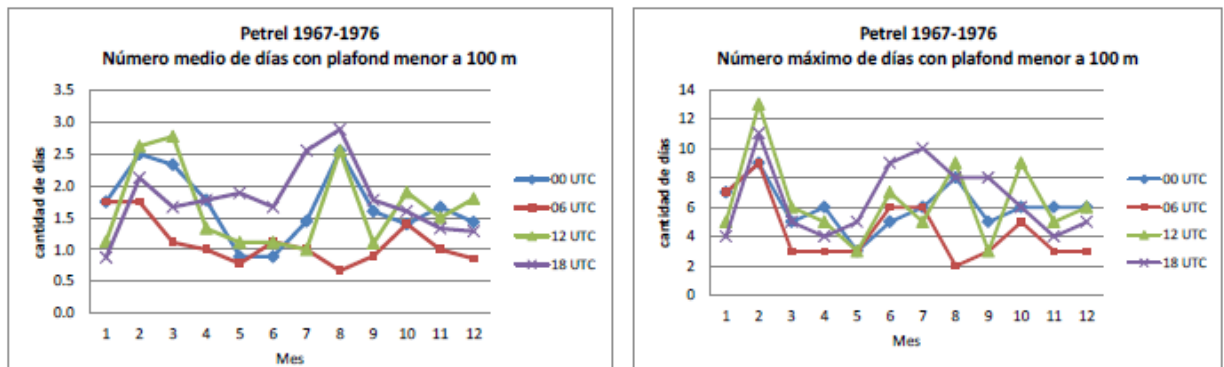 Petrel 1967-1976
Número medio de días con plafond menor a 100 m
cantidad de días
3.5
3.0
2.5
2.0
1.5
1.0
0.5
0.0
1 2 3 4 5 6 7 8 9 10 11 12
Mes
00 UTC
06 UTC
12 UTC
18 UTC
Petrel 1967-1976
Número máximo de días con plafond menor a 100 m
cantidad de días
14
12
10
8
6
4
2
0
1 2 3 4 5 6 7 8 9 10 11 12
Mes
00 UTC
06 UTC
12 UTC
18 UTC